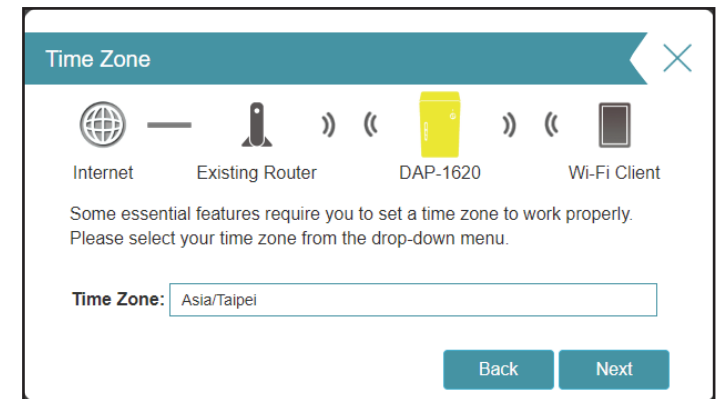 Time Zone
Internet Existing Router DAP-1620 Wi-Fi Client
Some essential features require you to set a time zone to work properly.
Please select your time zone from the drop-down menu.
Time Zone: Asia/Taipei
Back Next